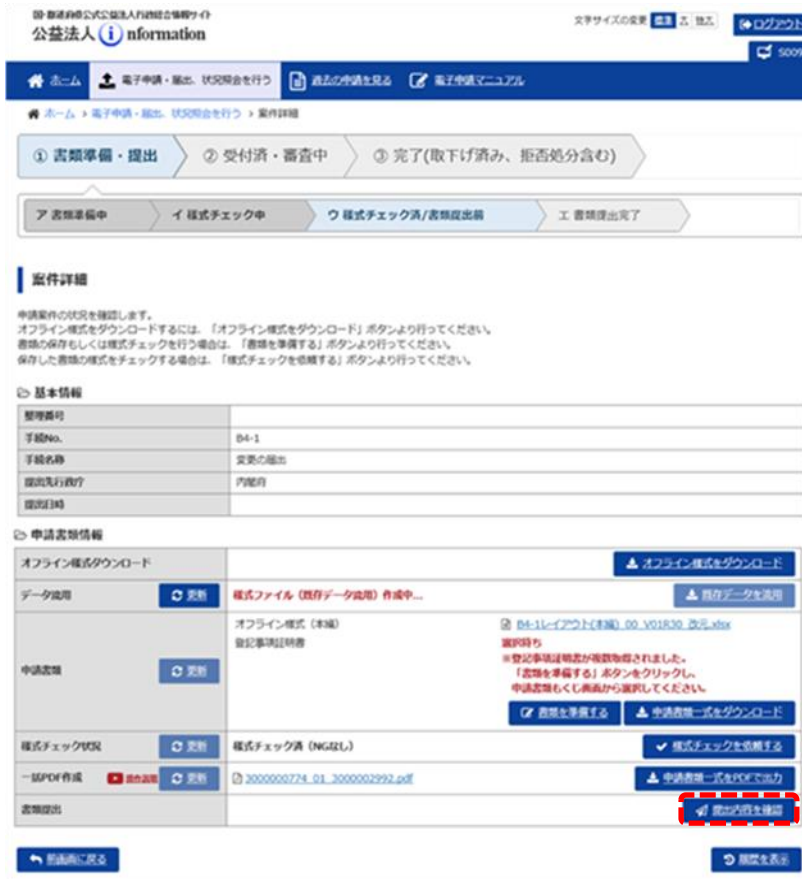 国・都道府県公式公益法人行政総合情報サイト
公益法人 information
文字サイズの変更 標準 大 特大
ログアウト
S009
ホーム 電子申請・届出、状況照会を行う 過去の申請を見る 電子申請マニュアル
ホーム > 電子申請・届出、状況照会を行う > 案件詳細
① 書類準備・提出 ② 受付済・審査中 ③ 完了(取下げ済み、拒否処分含む)
ア 書類準備中 イ 様式チェック中 ウ 様式チェック済/書類提出前 エ 書類提出完了
案件詳細
申請案件の状況を確認します。
オフライン様式をダウンロードするには、「オフライン様式をダウンロード」ボタンより行ってください。
書類の保存もしくは様式チェックを行う場合は、「書類を準備する」ボタンより行ってください。
保存した書類の様式をチェックする場合は、「様式チェックを依頼する」ボタンより行ってください。
基本情報
整理番号
手続No. B4-1
手続名称 変更の届出
提出先行政庁 内閣府
提出日時
申請書類情報
オフライン様式ダウンロード オフライン様式をダウンロード
データ流用 更新 様式ファイル（既存データ流用）作成中... 既存データを流用
オフライン様式（本編） B4-1レイアウト(本編)_00_V01R30_改元.xlsx
登記事項証明書 選択待ち
※登記事項証明書が複数取得されました。
「書類を準備する」ボタンをクリックし、
申請書類もくじ画面から選択してください。
申請書類 更新
書類を準備する 申請書類一式をダウンロード
様式チェック状況 更新 様式チェック済（NGなし） 様式チェックを依頼する
一括PDF作成 更新 3000000774_01_3000002992.pdf 申請書類一式をPDFで出力
書類提出 提出内容を確認
前画面に戻る 履歴を表示